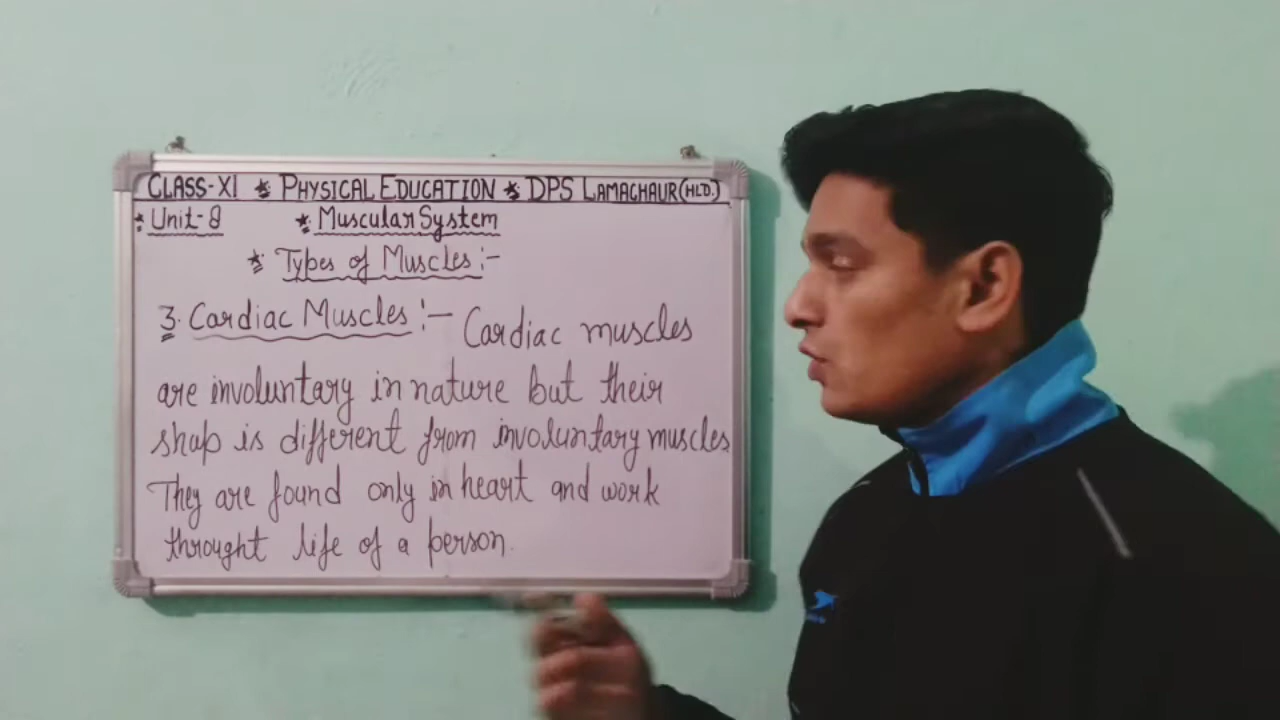 CLASS-XI * PHYSICAL EDUCATION * DPS LAMACHAUR (HLD.)
* Unit-8 * Muscular System
* Types of Muscles:-
3. Cardiac Muscles:- Cardiac muscles
are involuntary in nature but their
shap is different from involuntary muscles.
They are found only in heart and work
throught life of a person.